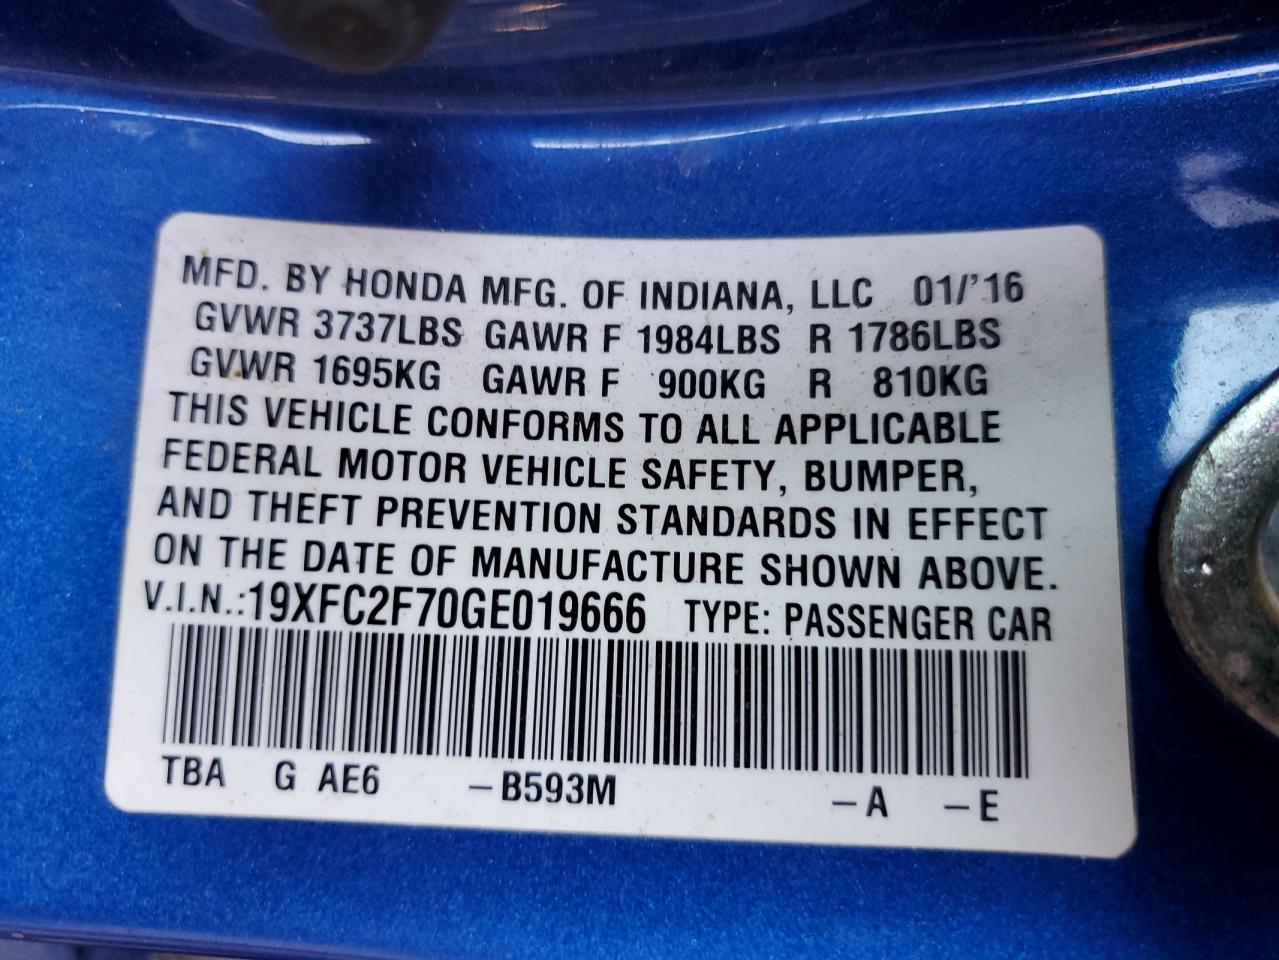 MFD. BY HONDA MFG. OF INDIANA, LLC 01/'16
GVWR 3737LBS GAWR F 1984LBS R 1786LBS
GVWR 1695KG GAWR F 900KG R 810KG
THIS VEHICLE CONFORMS TO ALL APPLICABLE
FEDERAL MOTOR VEHICLE SAFETY, BUMPER,
AND THEFT PREVENTION STANDARDS IN EFFECT
ON THE DATE OF MANUFACTURE SHOWN ABOVE.
V.I.N.:19XFC2F70GE019666 TYPE: PASSENGER CAR
TBA G AE6 -B593M -A -E